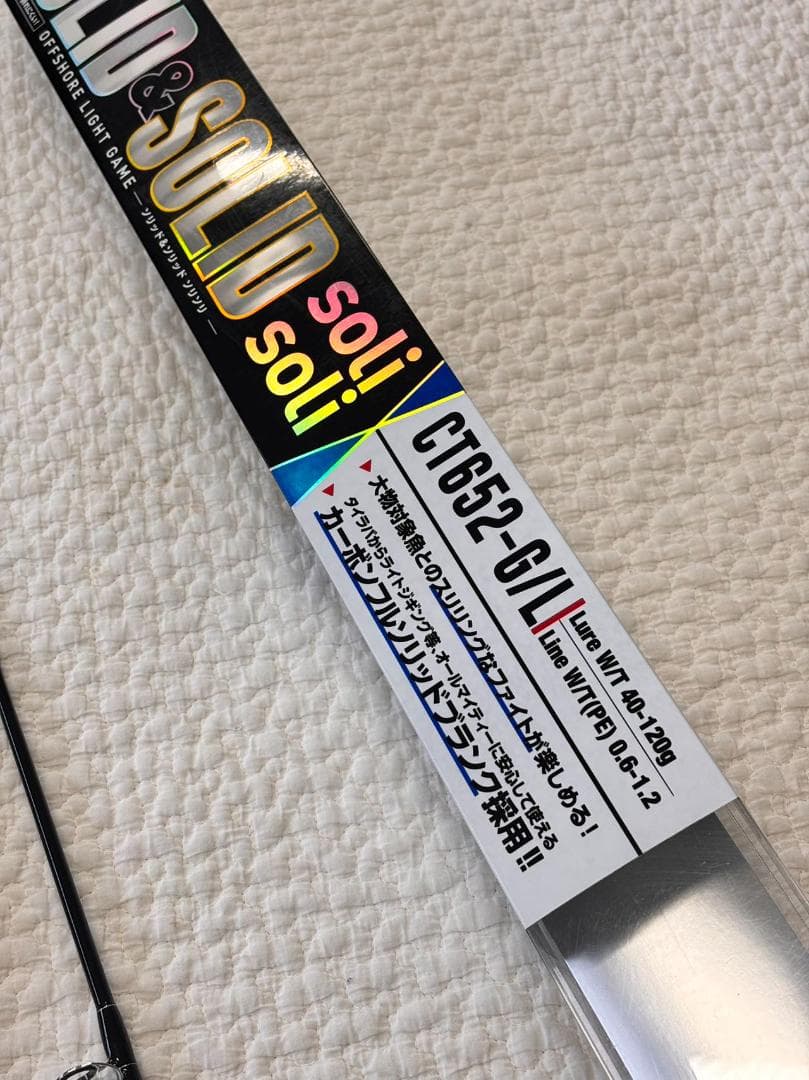 OLID
&
SOLID
OFFSHORE LIGHT GAME
— ソリッド&ソリッド ソリソリ —
soli
soli
CT652-G/L
Lure W/T 40-120g
Line W/T(PE) 0.6-1.2
大物対象魚とのスリリングなファイトが楽しめる!
タイラバからライトジギング等、オールマイティーに安心して使える
カーボンフルソリッドブランク採用!!